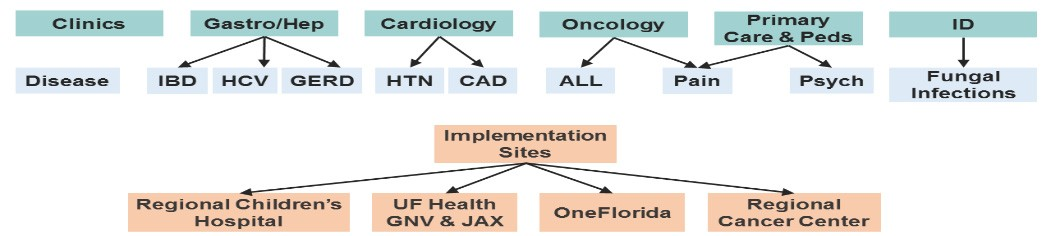 Clinics
Gastro/Hep
Cardiology
Oncology
Primary
Care & Peds
ID
Disease
IBD
HCV
GERD
HTN
CAD
ALL
Pain
Psych
Fungal
Infections
Implementation
Sites
Regional Children's
Hospital
UF Health
GNV & JAX
OneFlorida
Regional
Cancer Center